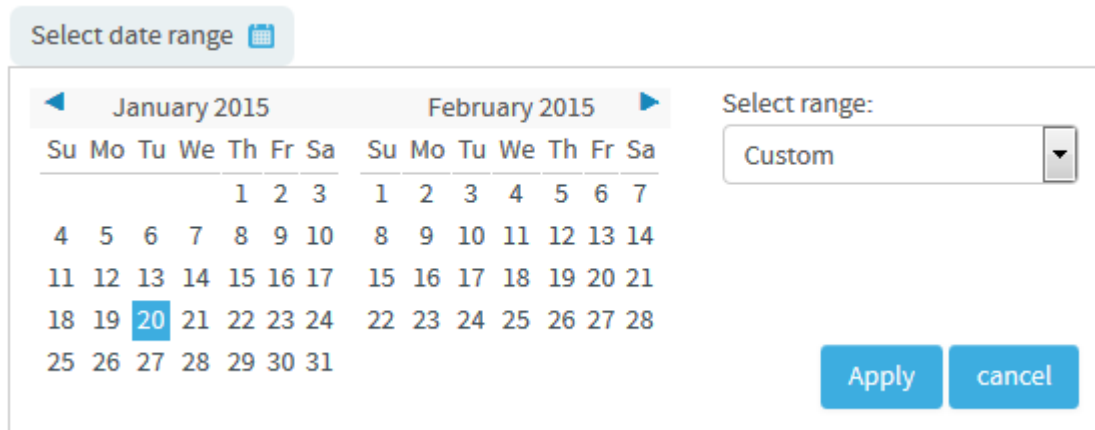 Select date range
January 2015 February 2015 Select range:
Su Mo Tu We Th Fr Sa Su Mo Tu We Th Fr Sa Custom
1 2 3 1 2 3 4 5 6 7
4 5 6 7 8 9 10 8 9 10 11 12 13 14
11 12 13 14 15 16 17 15 16 17 18 19 20 21
18 19 20 21 22 23 24 22 23 24 25 26 27 28
25 26 27 28 29 30 31
Apply cancel